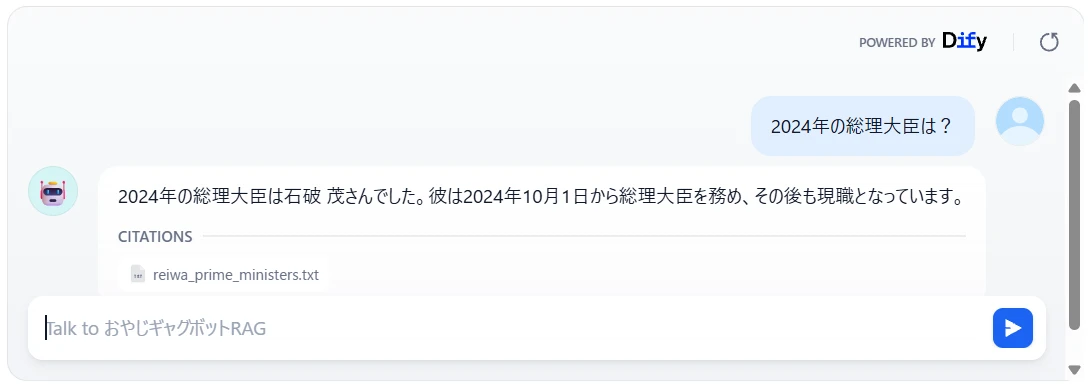 POWERED BY Dify
2024年の総理大臣は？
2024年の総理大臣は石破 茂さんでした。彼は2024年10月1日から総理大臣を務め、その後も現職となっています。
CITATIONS
reiwa_prime_ministers.txt
Talk to おやじギャグボットRAG